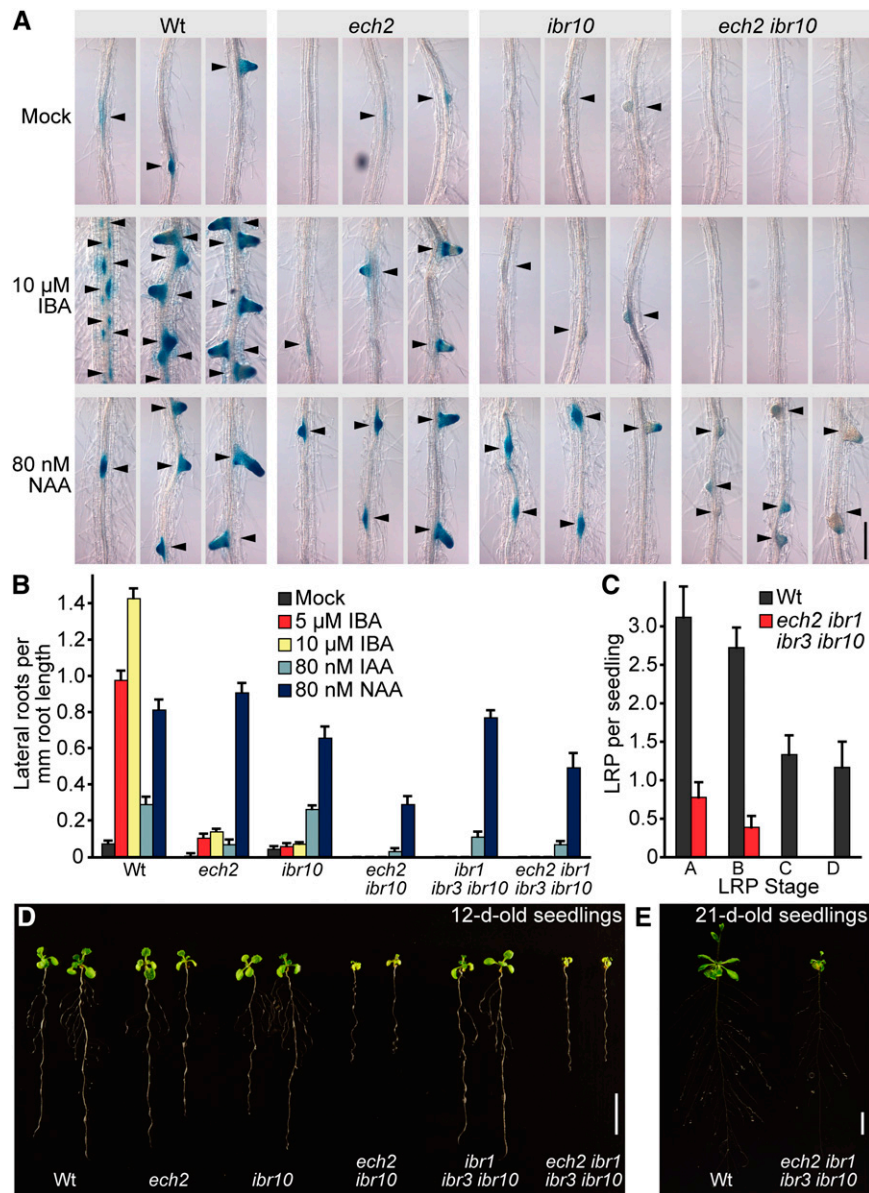 A
Wt
ech2
ibr10
ech2 ibr10
Mock
10 µM
IBA
80 nM
NAA
B
Lateral roots per
mm root length
1.4
1.2
1.0
0.8
0.6
0.4
0.2
0
Mock
5 µM IBA
10 µM IBA
80 nM IAA
80 nM NAA
Wt
ech2
ibr10
ech2
ibr10
ibr1
ibr3 ibr10
ech2 ibr1
ibr3 ibr10
C
LRP per seedling
3.0
2.5
2.0
1.5
1.0
0.5
0
Wt
ech2 ibr1
ibr3 ibr10
A
B
C
D
LRP Stage
D
12-d-old seedlings
Wt
ech2
ibr10
ech2
ibr10
ibr1
ibr3 ibr10
ech2 ibr1
ibr3 ibr10
E
21-d-old seedlings
Wt
ech2 ibr1
ibr3 ibr10